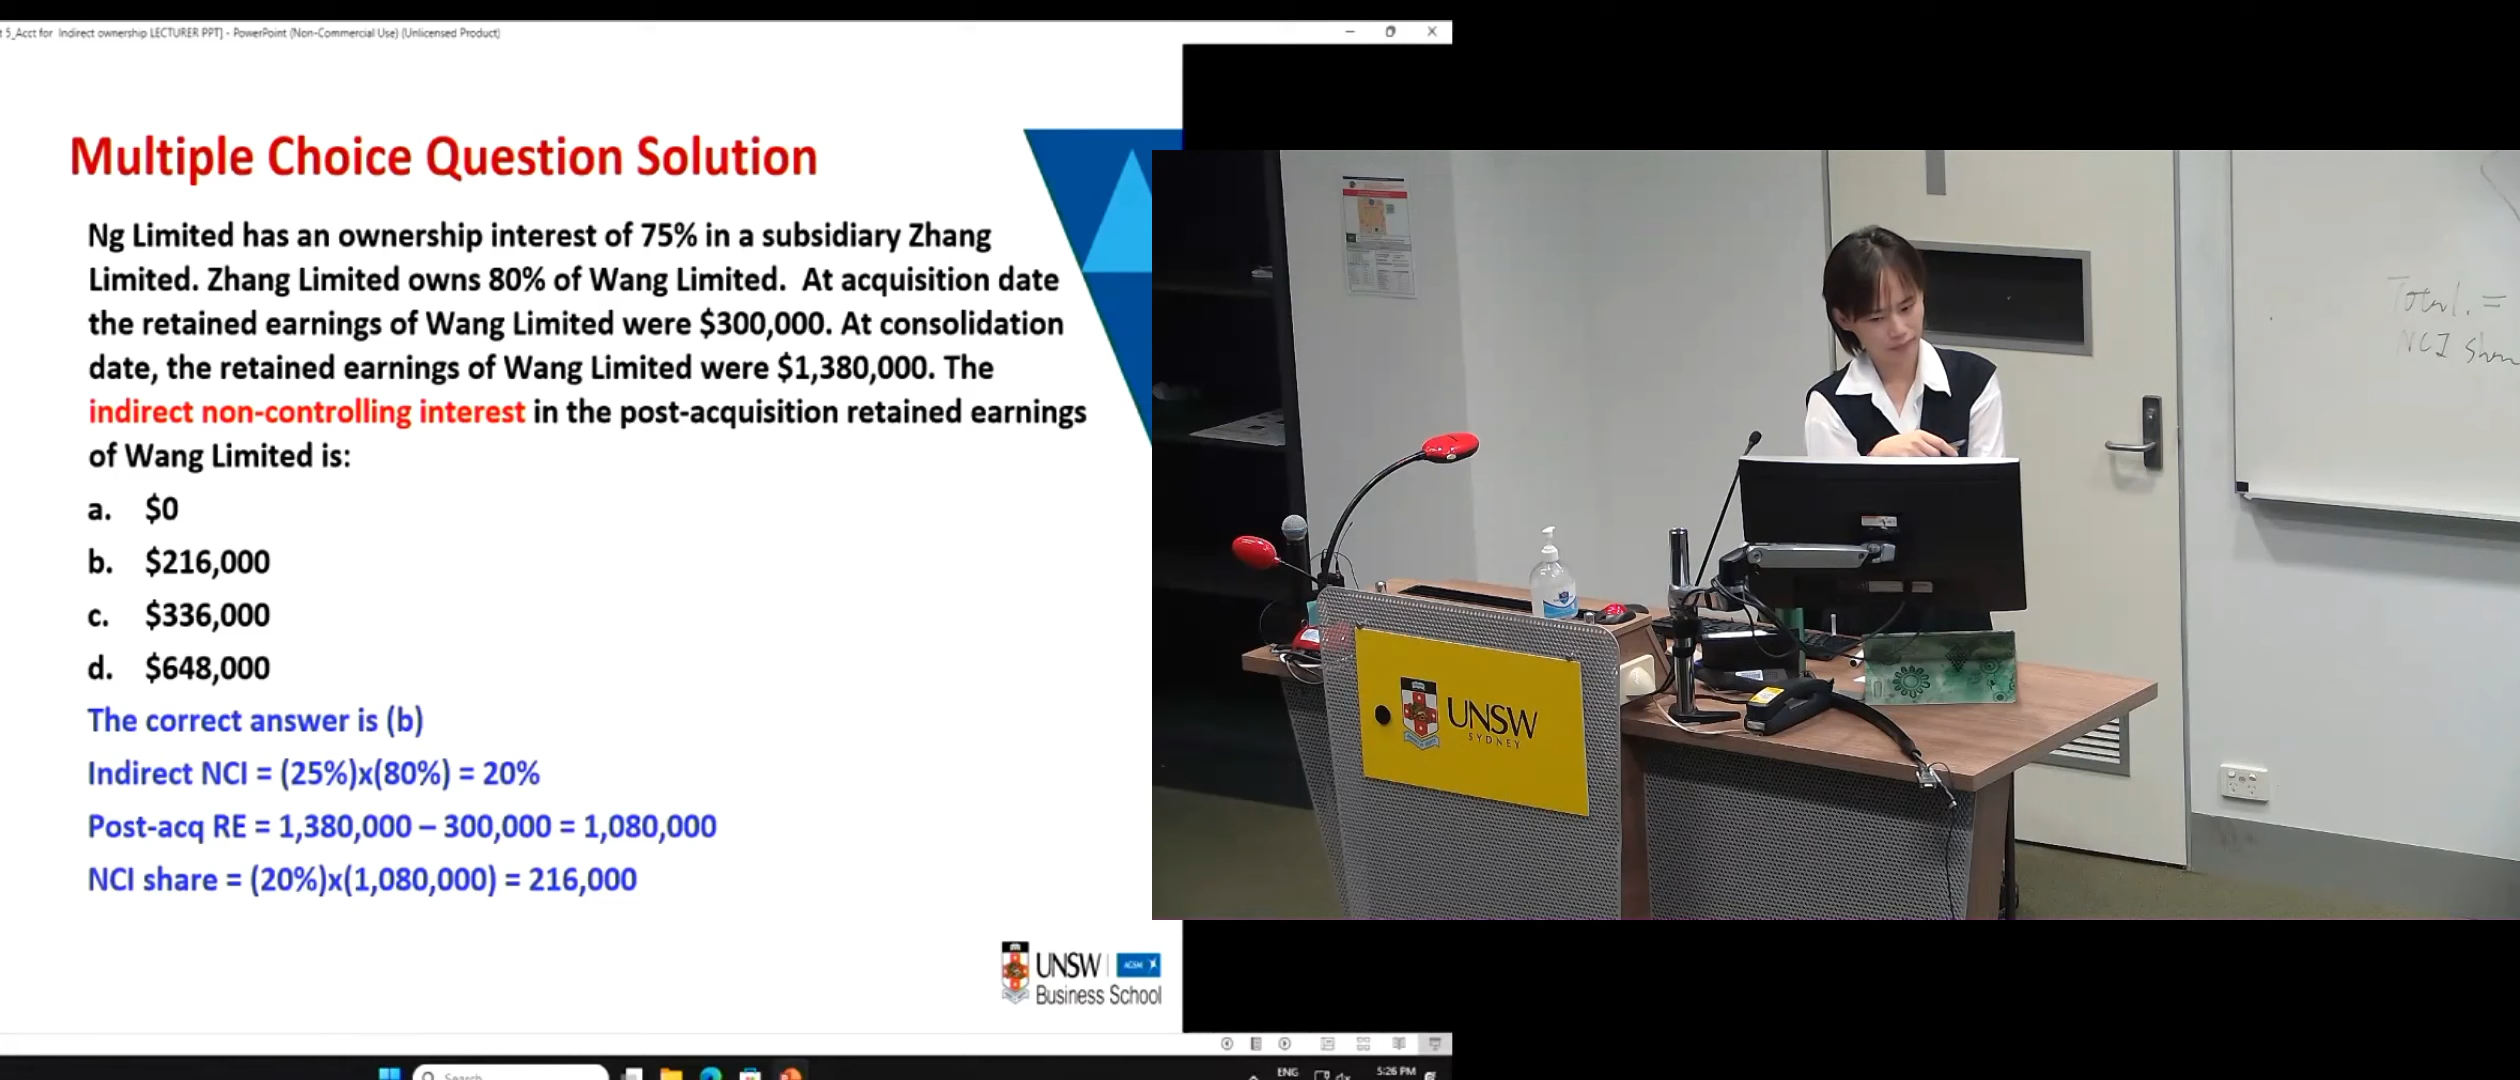 t 5_Acct for Indirect ownership LECTURER PPT] - PowerPoint (Non-Commercial Use) (Unlicensed Product)
Multiple Choice Question Solution
Ng Limited has an ownership interest of 75% in a subsidiary Zhang
Limited. Zhang Limited owns 80% of Wang Limited. At acquisition date
the retained earnings of Wang Limited were $300,000. At consolidation
date, the retained earnings of Wang Limited were $1,380,000. The
indirect non-controlling interest in the post-acquisition retained earnings
of Wang Limited is:
a. $0
b. $216,000
c. $336,000
d. $648,000
The correct answer is (b)
Indirect NCI = (25%)x(80%) = 20%
Post-acq RE = 1,380,000 – 300,000 = 1,080,000
NCI share = (20%)x(1,080,000) = 216,000
UNSW
AGSM
Business School
Search
ENG
5:26 PM
Total. =
NCI
UNSW
SYDNEY